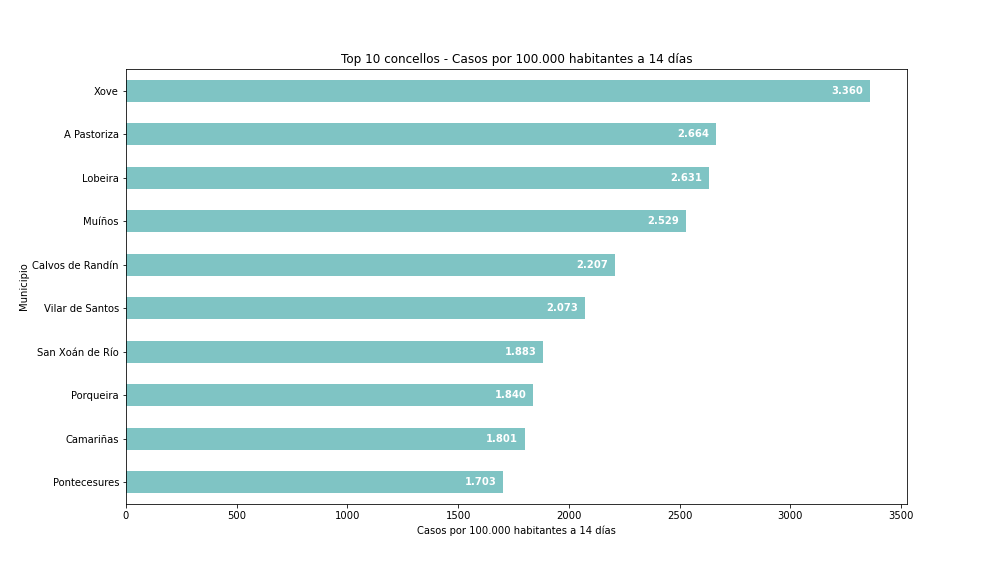 Top 10 concellos - Casos por 100.000 habitantes a 14 días
Municipio
Xove 3.360
A Pastoriza 2.664
Lobeira 2.631
Muíños 2.529
Calvos de Randín 2.207
Vilar de Santos 2.073
San Xoán de Río 1.883
Porqueira 1.840
Camariñas 1.801
Pontecesures 1.703
0 500 1000 1500 2000 2500 3000 3500
Casos por 100.000 habitantes a 14 días